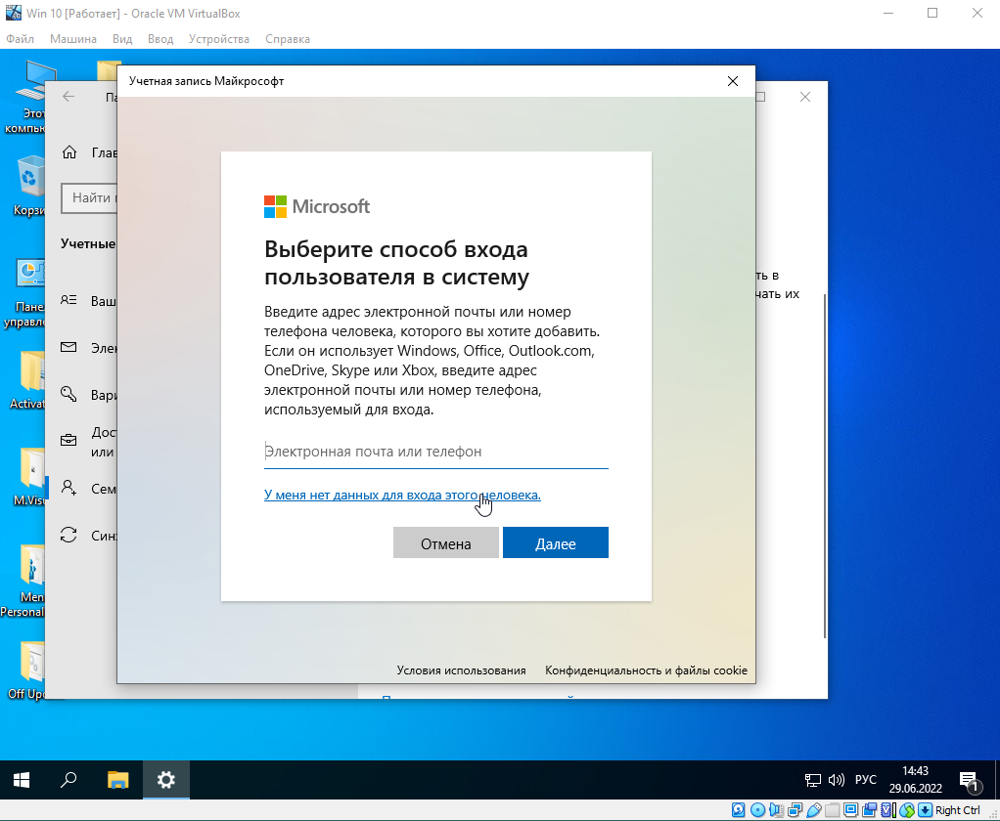 Win 10 [Работает] - Oracle VM VirtualBox
Файл Машина Вид Ввод Устройства Справка
Учетная запись Майкрософт
Этот
компь
Корзи
Пане
управле
Activat
M.Visu
Men
Personal
Off Upd
Па
Глав
Найти
Учетные
Ваш
Элек
Вари
Дос
или
Сем
Син
ть в
чать их
Microsoft
Выберите способ входа
пользователя в систему
Введите адрес электронной почты или номер
телефона человека, которого вы хотите добавить.
Если он использует Windows, Office, Outlook.com,
OneDrive, Skype или Xbox, введите адрес
электронной почты или номер телефона,
используемый для входа.
Электронная почта или телефон
У меня нет данных для входа этого человека.
Отмена Далее
Условия использования Конфиденциальность и файлы cookie
РУС
14:43
29.06.2022
1
Right Ctrl